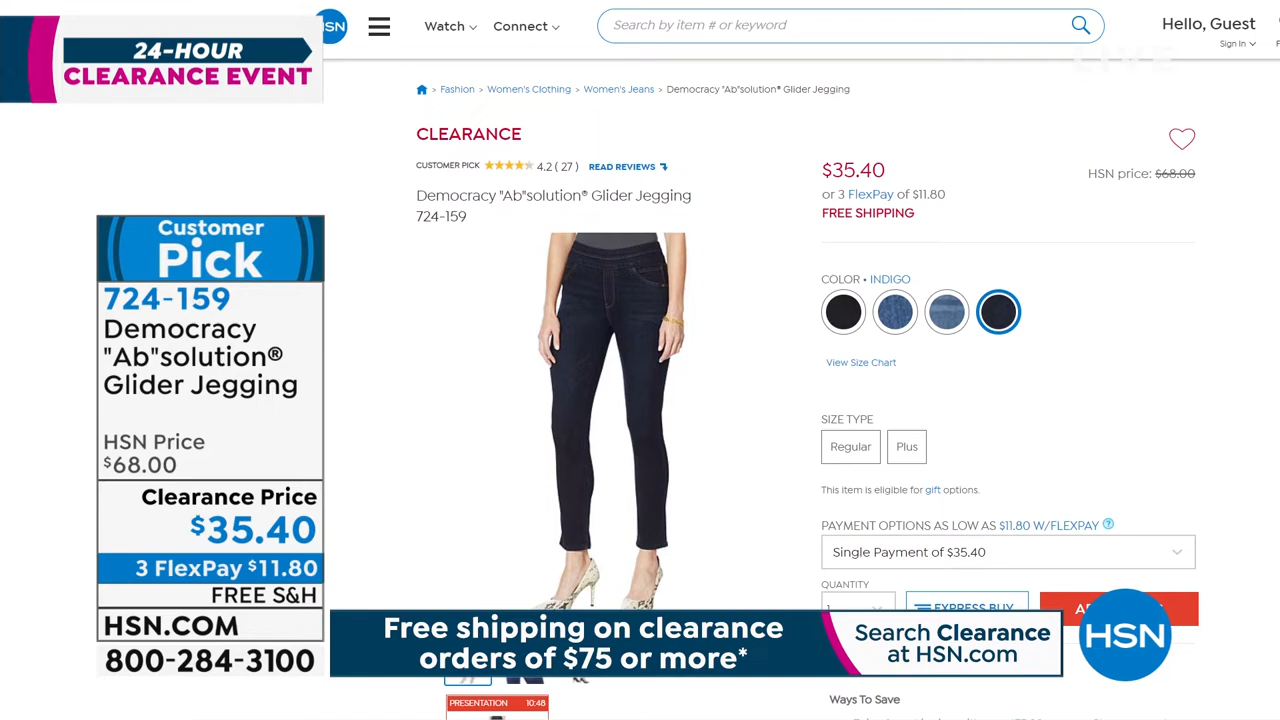 24-HOUR
CLEARANCE EVENT
HSN
Watch
Connect
Search by item # or keyword
Hello, Guest
Sign In
LIVE
> Fashion > Women's Clothing > Women's Jeans > Democracy "Ab"solution® Glider Jegging
CLEARANCE
CUSTOMER PICK
4.2 ( 27 )
READ REVIEWS
Democracy "Ab"solution® Glider Jegging
724-159
$35.40
HSN price: $68.00
or 3 FlexPay of $11.80
FREE SHIPPING
COLOR • INDIGO
View Size Chart
SIZE TYPE
Regular
Plus
This item is eligible for gift options.
PAYMENT OPTIONS AS LOW AS $11.80 W/FLEXPAY ?
Single Payment of $35.40
QUANTITY
1
EXPRESS BUY
Customer
Pick
724-159
Democracy
"Ab"solution®
Glider Jegging
HSN Price
$68.00
Clearance Price
$35.40
3 FlexPay $11.80
FREE S&H
HSN.COM
800-284-3100
Free shipping on clearance
orders of $75 or more*
Search Clearance
at HSN.com
HSN
PRESENTATION 10:48
Ways To Save